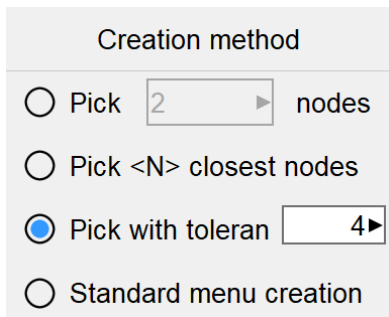 Creation method
Pick 2 nodes
Pick <N> closest nodes
Pick with toleran 4
Standard menu creation